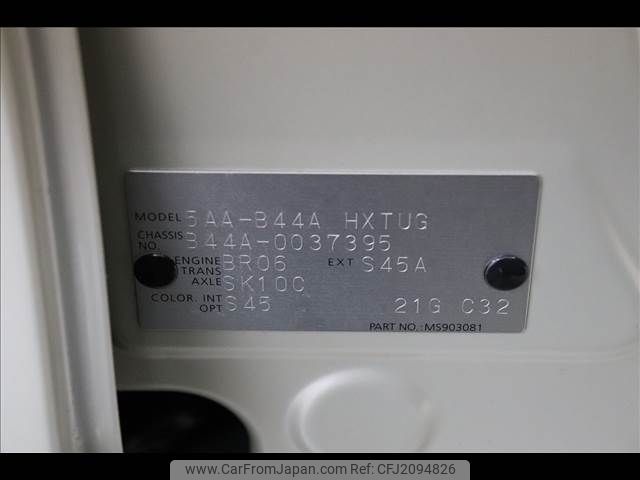 MODEL 5AA-B44A HXTUG
CHASSIS NO. B44A-0037395
ENGINE BR06 EXT S45A
TRANS
AXLE SK10C
COLOR. INT S45
OPT 21G C32
PART NO.: MS903081
www.CarFromJapan.com - CFJ2094826